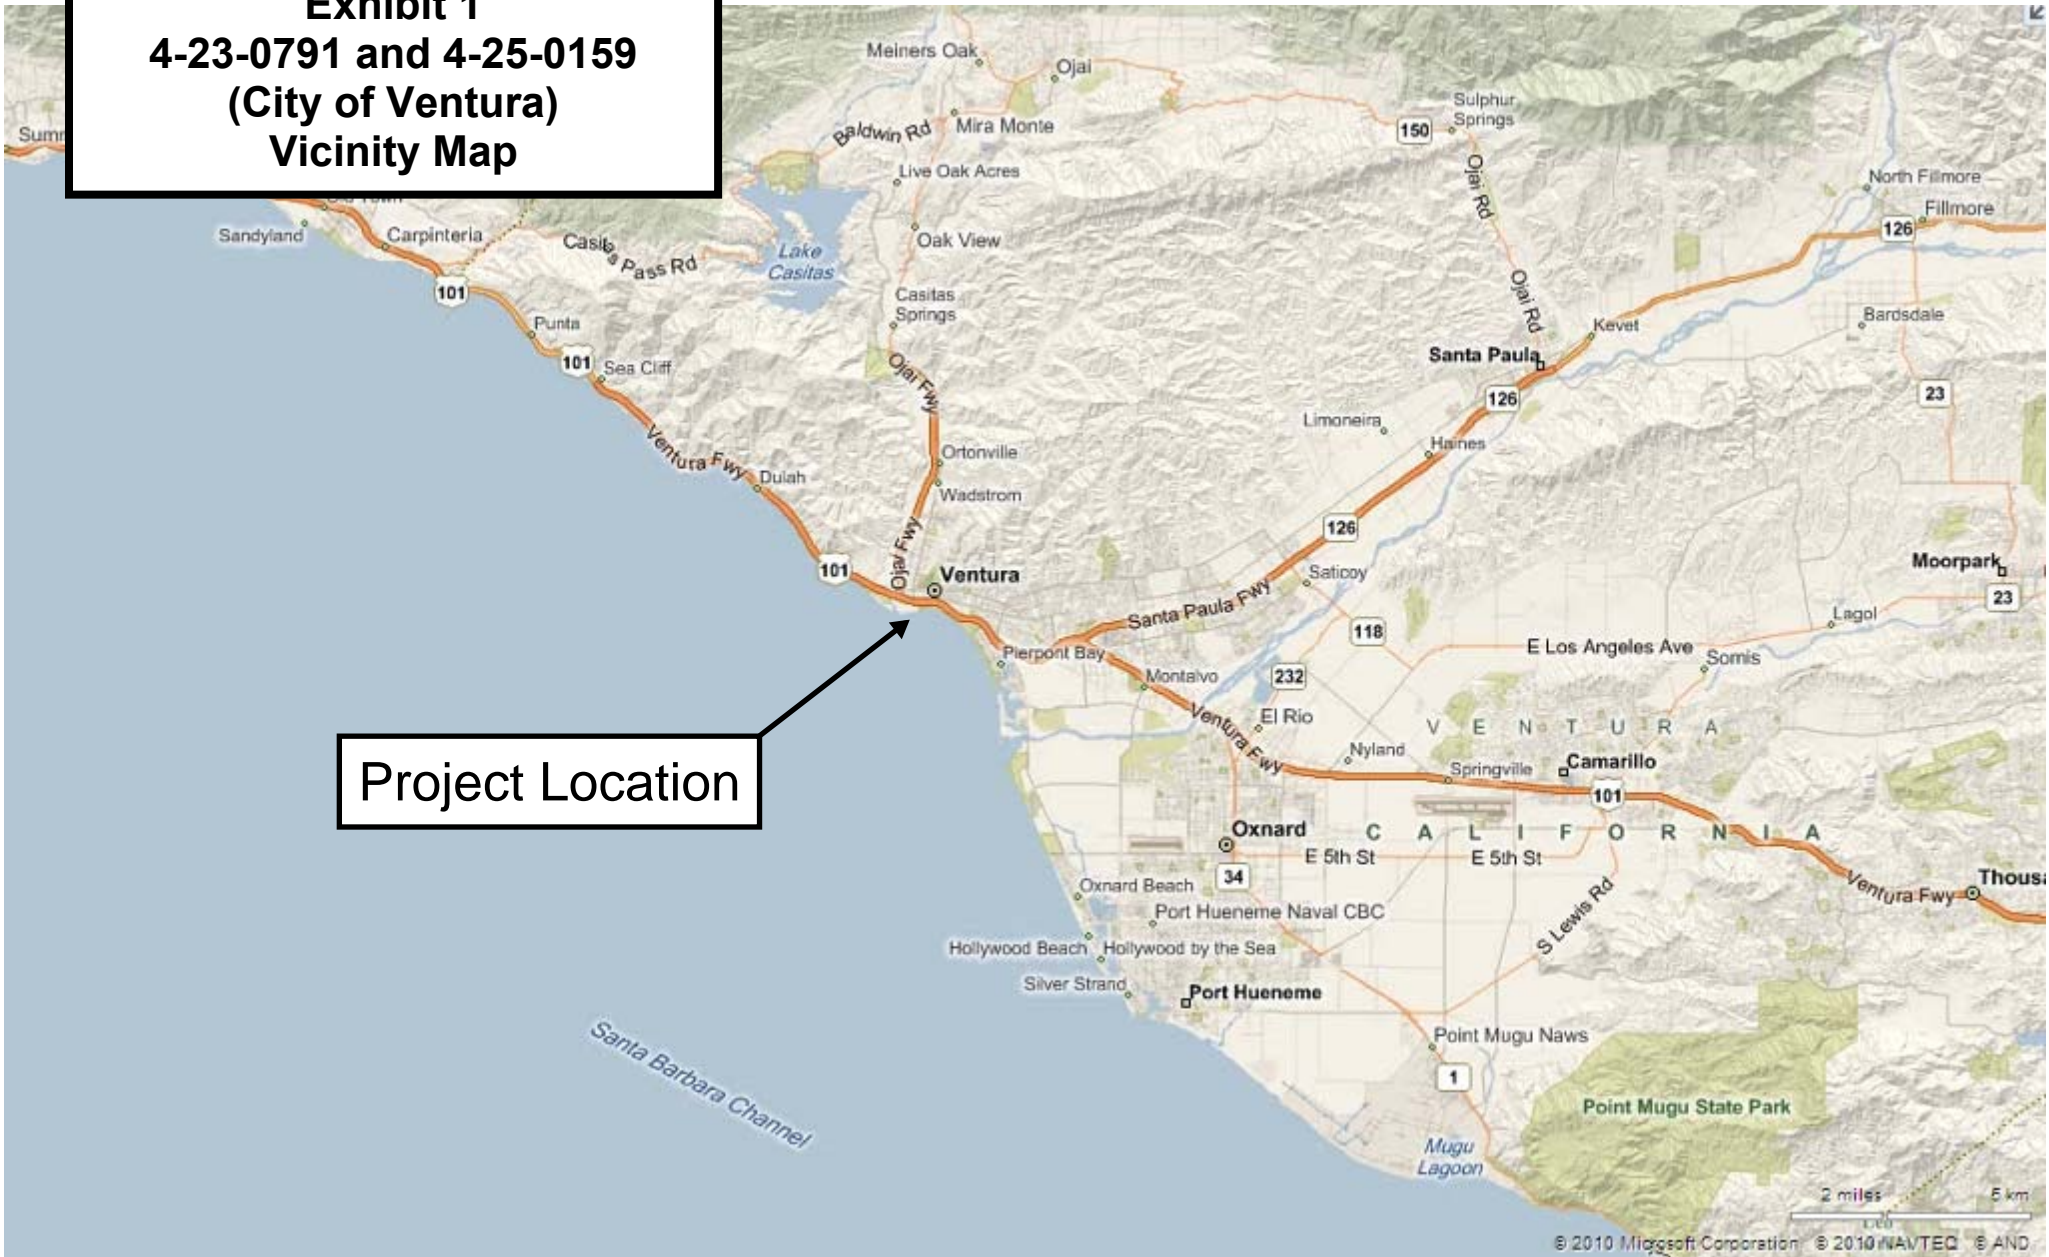 Exhibit 1
4-23-0791 and 4-25-0159
(City of Ventura)
Vicinity Map
Meiners Oak
Ojai
Sulphur
Springs
150
Baldwin Rd
Mira Monte
Live Oak Acres
Ojai Rd
North Fillmore
Fillmore
126
Sandyland
Carpinteria
Casitas Pass Rd
Lake
Casitas
Oak View
101
Casitas
Springs
Ojai Rd
Bardsdale
Punta
Kevet
101
Sea Cliff
Santa Paula
Ojai Fwy
126
23
Limoneira
Haines
Ventura Fwy
Dulah
Ortonville
Wadstrom
126
Ojai Fwy
101
Ventura
Saticoy
Moorpark
23
Santa Paula Fwy
118
Lagol
Pierpont Bay
E Los Angeles Ave
Somis
Montalvo
232
Ventura Fwy
El Rio
VENTURA
Nyland
Springville
Camarillo
101
Project Location
Oxnard
CALIFORNIA
E 5th St
E 5th St
34
Ventura Fwy
Oxnard Beach
Port Hueneme Naval CBC
S Lewis Rd
Hollywood Beach
Hollywood by the Sea
Silver Strand
Port Hueneme
Santa Barbara Channel
Point Mugu Naws
1
Point Mugu State Park
Mugu
Lagoon
2 miles
5 km
© 2010 Microsoft Corporation © 2010 NAVTEQ © AND